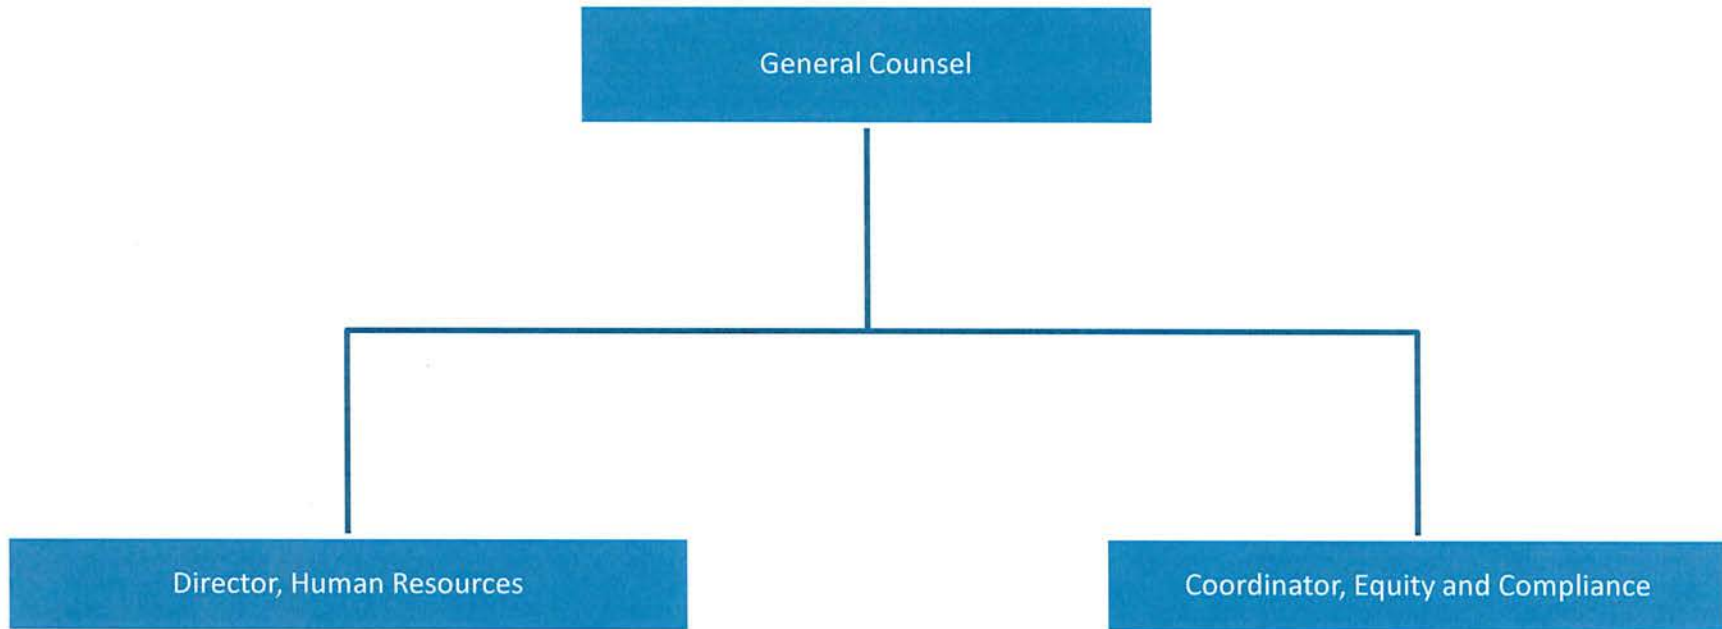 General Counsel
Director, Human Resources
Coordinator, Equity and Compliance